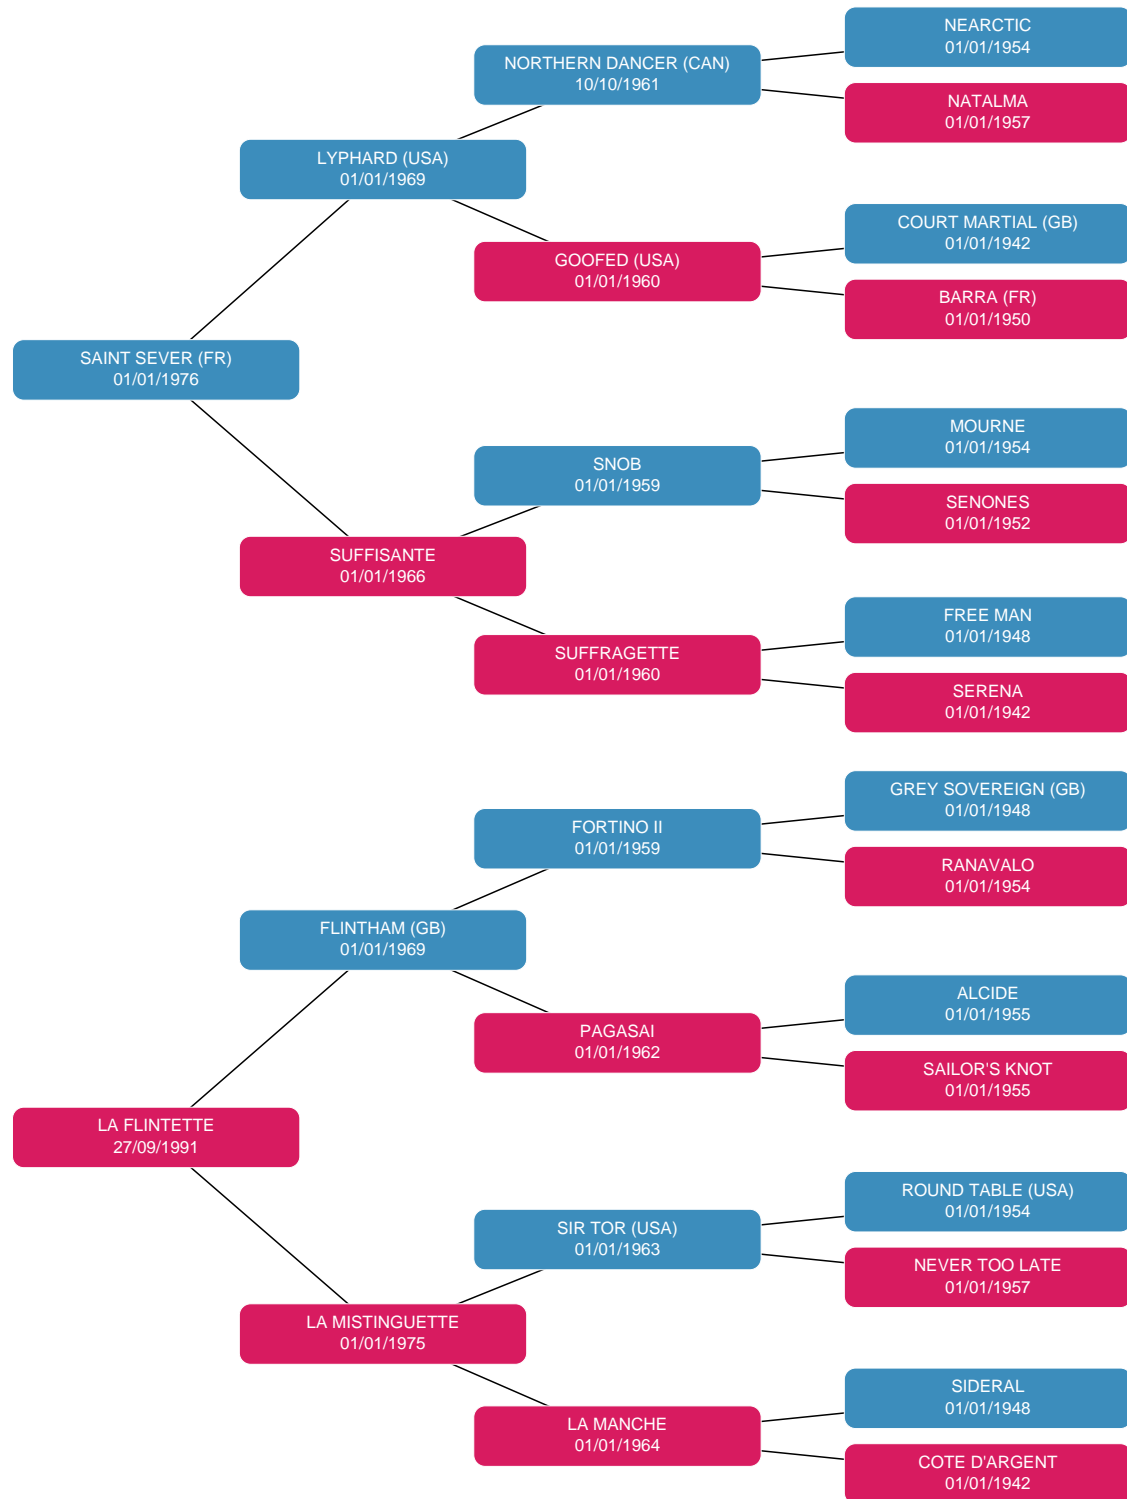 NEARCTIC
01/01/1954
NORTHERN DANCER (CAN)
10/10/1961
NATALMA
01/01/1957
LYPHARD (USA)
01/01/1969
COURT MARTIAL (GB)
01/01/1942
GOOFED (USA)
01/01/1960
BARRA (FR)
01/01/1950
SAINT SEVER (FR)
01/01/1976
MOURNE
01/01/1954
SNOB
01/01/1959
SENONES
01/01/1952
SUFFISANTE
01/01/1966
FREE MAN
01/01/1948
SUFFRAGETTE
01/01/1960
SERENA
01/01/1942
GREY SOVEREIGN (GB)
01/01/1948
FORTINO II
01/01/1959
RANAVALO
01/01/1954
FLINTHAM (GB)
01/01/1969
ALCIDE
01/01/1955
PAGASAI
01/01/1962
SAILOR'S KNOT
01/01/1955
LA FLINTETTE
27/09/1991
ROUND TABLE (USA)
01/01/1954
SIR TOR (USA)
01/01/1963
NEVER TOO LATE
01/01/1957
LA MISTINGUETTE
01/01/1975
SIDERAL
01/01/1948
LA MANCHE
01/01/1964
COTE D'ARGENT
01/01/1942